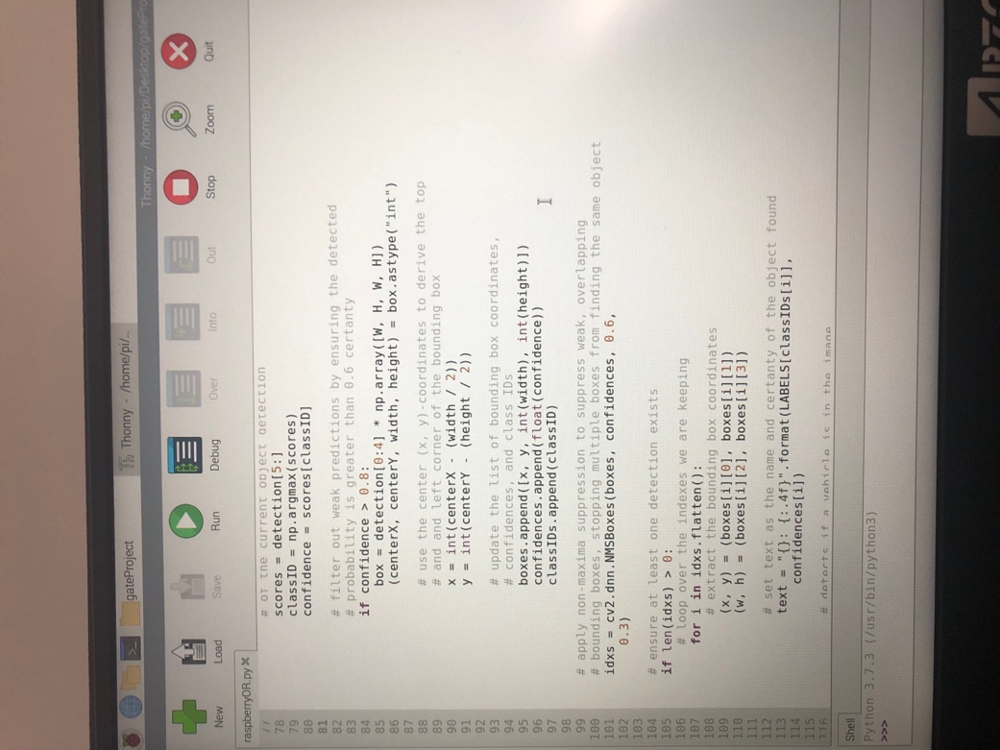 gateProject
Thonny - /home/pi/...
Thonny - /home/pi/Desktop/gatePro
New
Load
Save
Run
Debug
Over
Into
Out
Stop
Zoom
Quit
raspberryOR.py ×
77 # of the current object detection
78 scores = detection[5:]
79 classID = np.argmax(scores)
80 confidence = scores[classID]
81
82 # filter out weak predictions by ensuring the detected
83 # probability is greater than 0.6 certanty
84 if confidence > 0.8:
85 box = detection[0:4] * np.array([W, H, W, H])
86 (centerX, centerY, width, height) = box.astype("int")
87
88 # use the center (x, y)-coordinates to derive the top
89 # and and left corner of the bounding box
90 x = int(centerX - (width / 2))
91 y = int(centerY - (height / 2))
92
93 # update the list of bounding box coordinates,
94 # confidences, and class IDs
95 boxes.append([x, y, int(width), int(height)])
96 confidences.append(float(confidence))
97 classIDs.append(classID)
98
99 # apply non-maxima suppression to suppress weak, overlapping
100 # bounding boxes, stopping multiple boxes from finding the same object
101 idxs = cv2.dnn.NMSBoxes(boxes, confidences, 0.6,
102 0.3)
103
104 # ensure at least one detection exists
105 if len(idxs) > 0:
106 # loop over the indexes we are keeping
107 for i in idxs.flatten():
108 # extract the bounding box coordinates
109 (x, y) = (boxes[i][0], boxes[i][1])
110 (w, h) = (boxes[i][2], boxes[i][3])
111
112 # set text as the name and certanty of the object found
113 text = "{}: {:.4f}".format(LABELS[classIDs[i]],
114 confidences[i])
115
116 # detects if a vehicle is in the image
Shell
Python 3.7.3 (/usr/bin/python3)
>>>